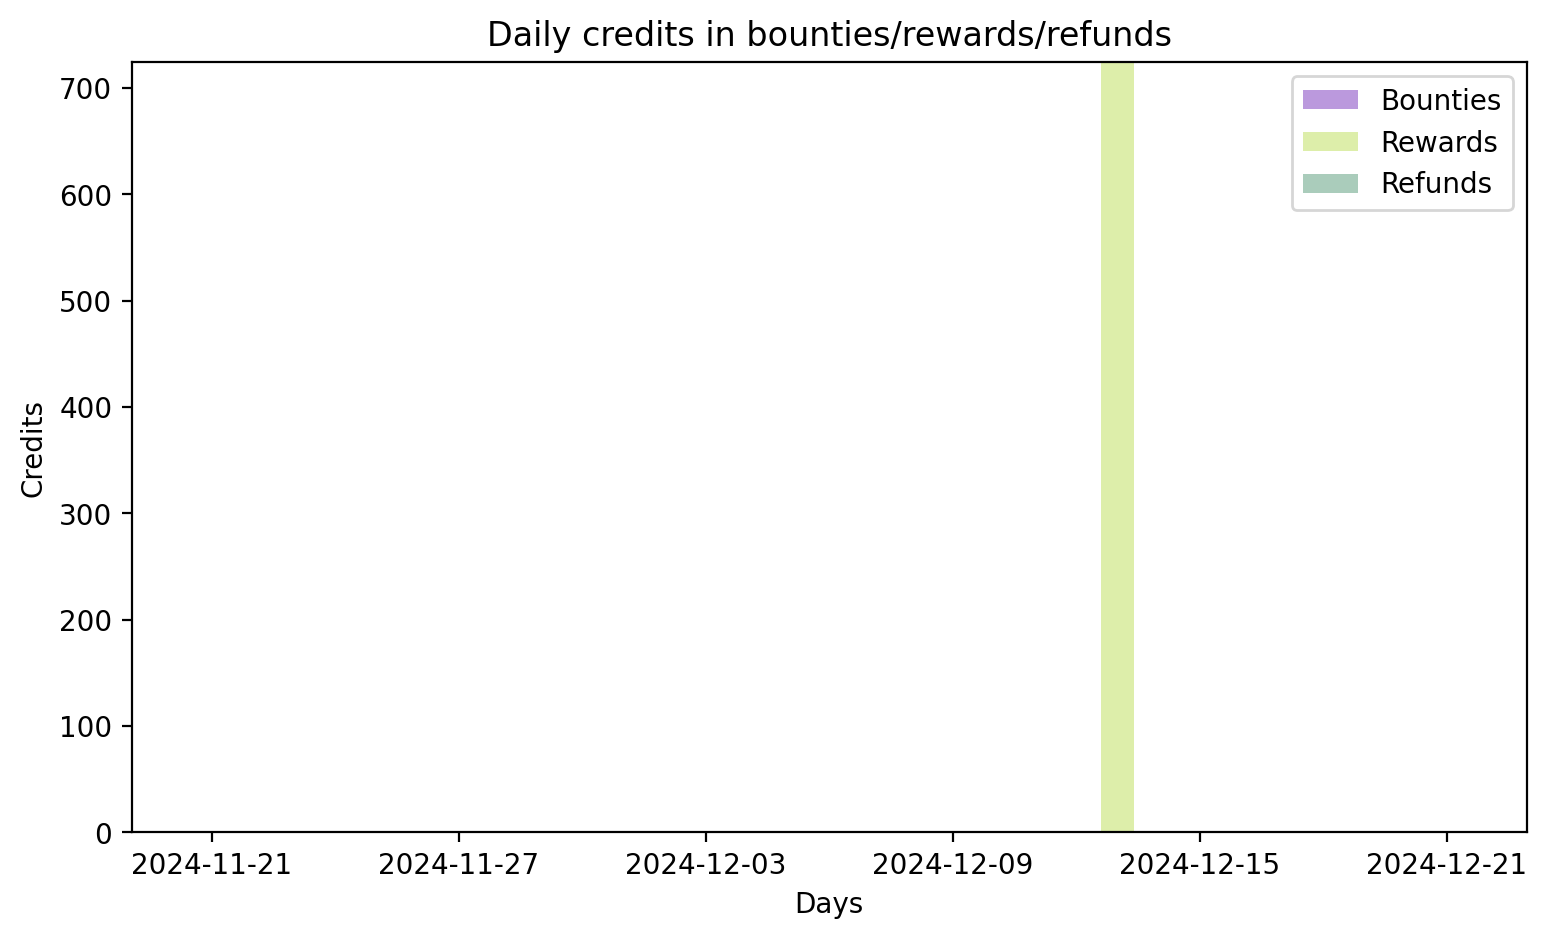 Daily credits in bounties/rewards/refunds
700
600
500
400
300
200
100
0
Credits
Bounties
Rewards
Refunds
2024-11-21 2024-11-27 2024-12-03 2024-12-09 2024-12-15 2024-12-21
Days